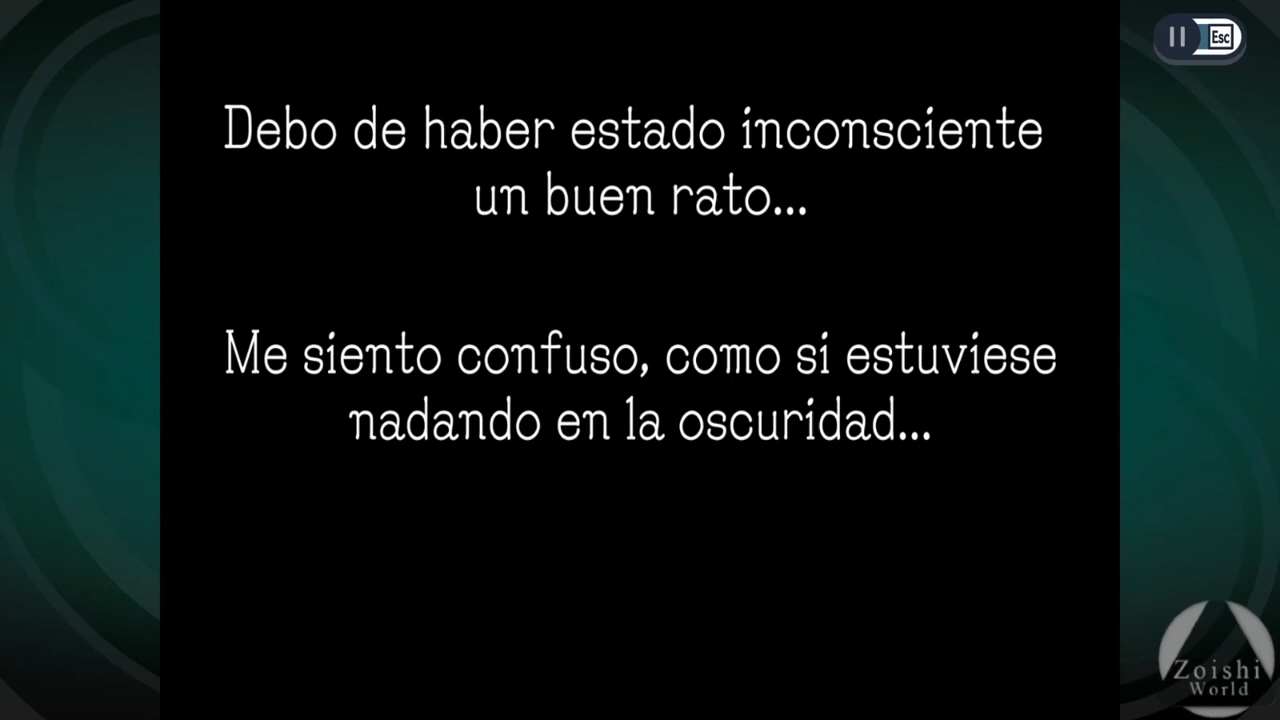 Esc
Debo de haber estado inconsciente
un buen rato...
Me siento confuso, como si estuviese
nadando en la oscuridad...
Zoishi
World